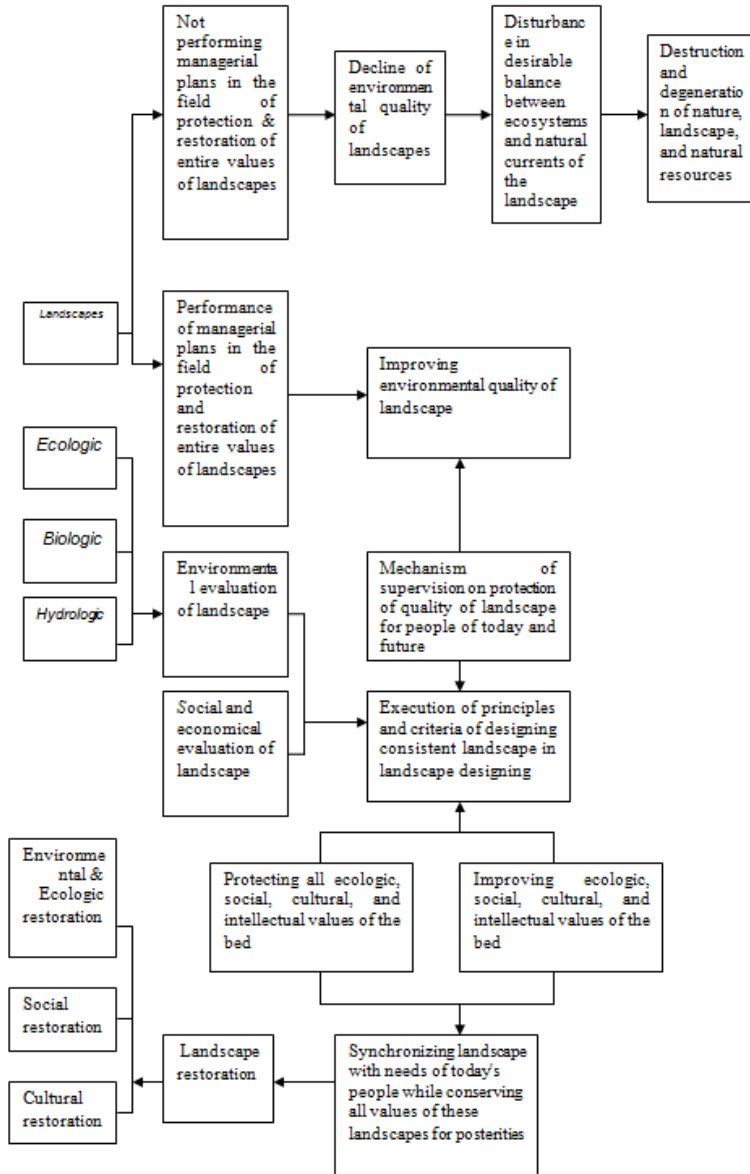 Not
performing
managerial
plans in the
field of
protection &
restoration of
entire values
of landscapes
Decline of
environme
ntal quality
of
landscapes
Disturbanc
e in
desirable
balance
between
ecosystems
and natural
currents of
the
landscape
Destruction
and
degeneratio
n of nature,
landscape,
and natural
resources
Landscapes
Performance
of managerial
plans in the
field of
protection
and
restoration of
entire values
of landscapes
Improving
environmental quality of
landscape
Ecologic
Biologic
Hydrologic
Environmenta
l evaluation
of landscape
Mechanism of
supervision on protection
of quality of landscape
for people of today and
future
Social and
economical
evaluation of
landscape
Execution of principles
and criteria of designing
consistent landscape in
landscape designing
Environme
ntal &
Ecologic
restoration
Protecting all ecologic,
social, cultural, and
intellectual values of the
bed
Improving ecologic,
social, cultural, and
intellectual values of the
bed
Social
restoration
Landscape
restoration
Synchronizing landscape
with needs of today's
people while conserving
all values of these
landscapes for posterities
Cultural
restoration